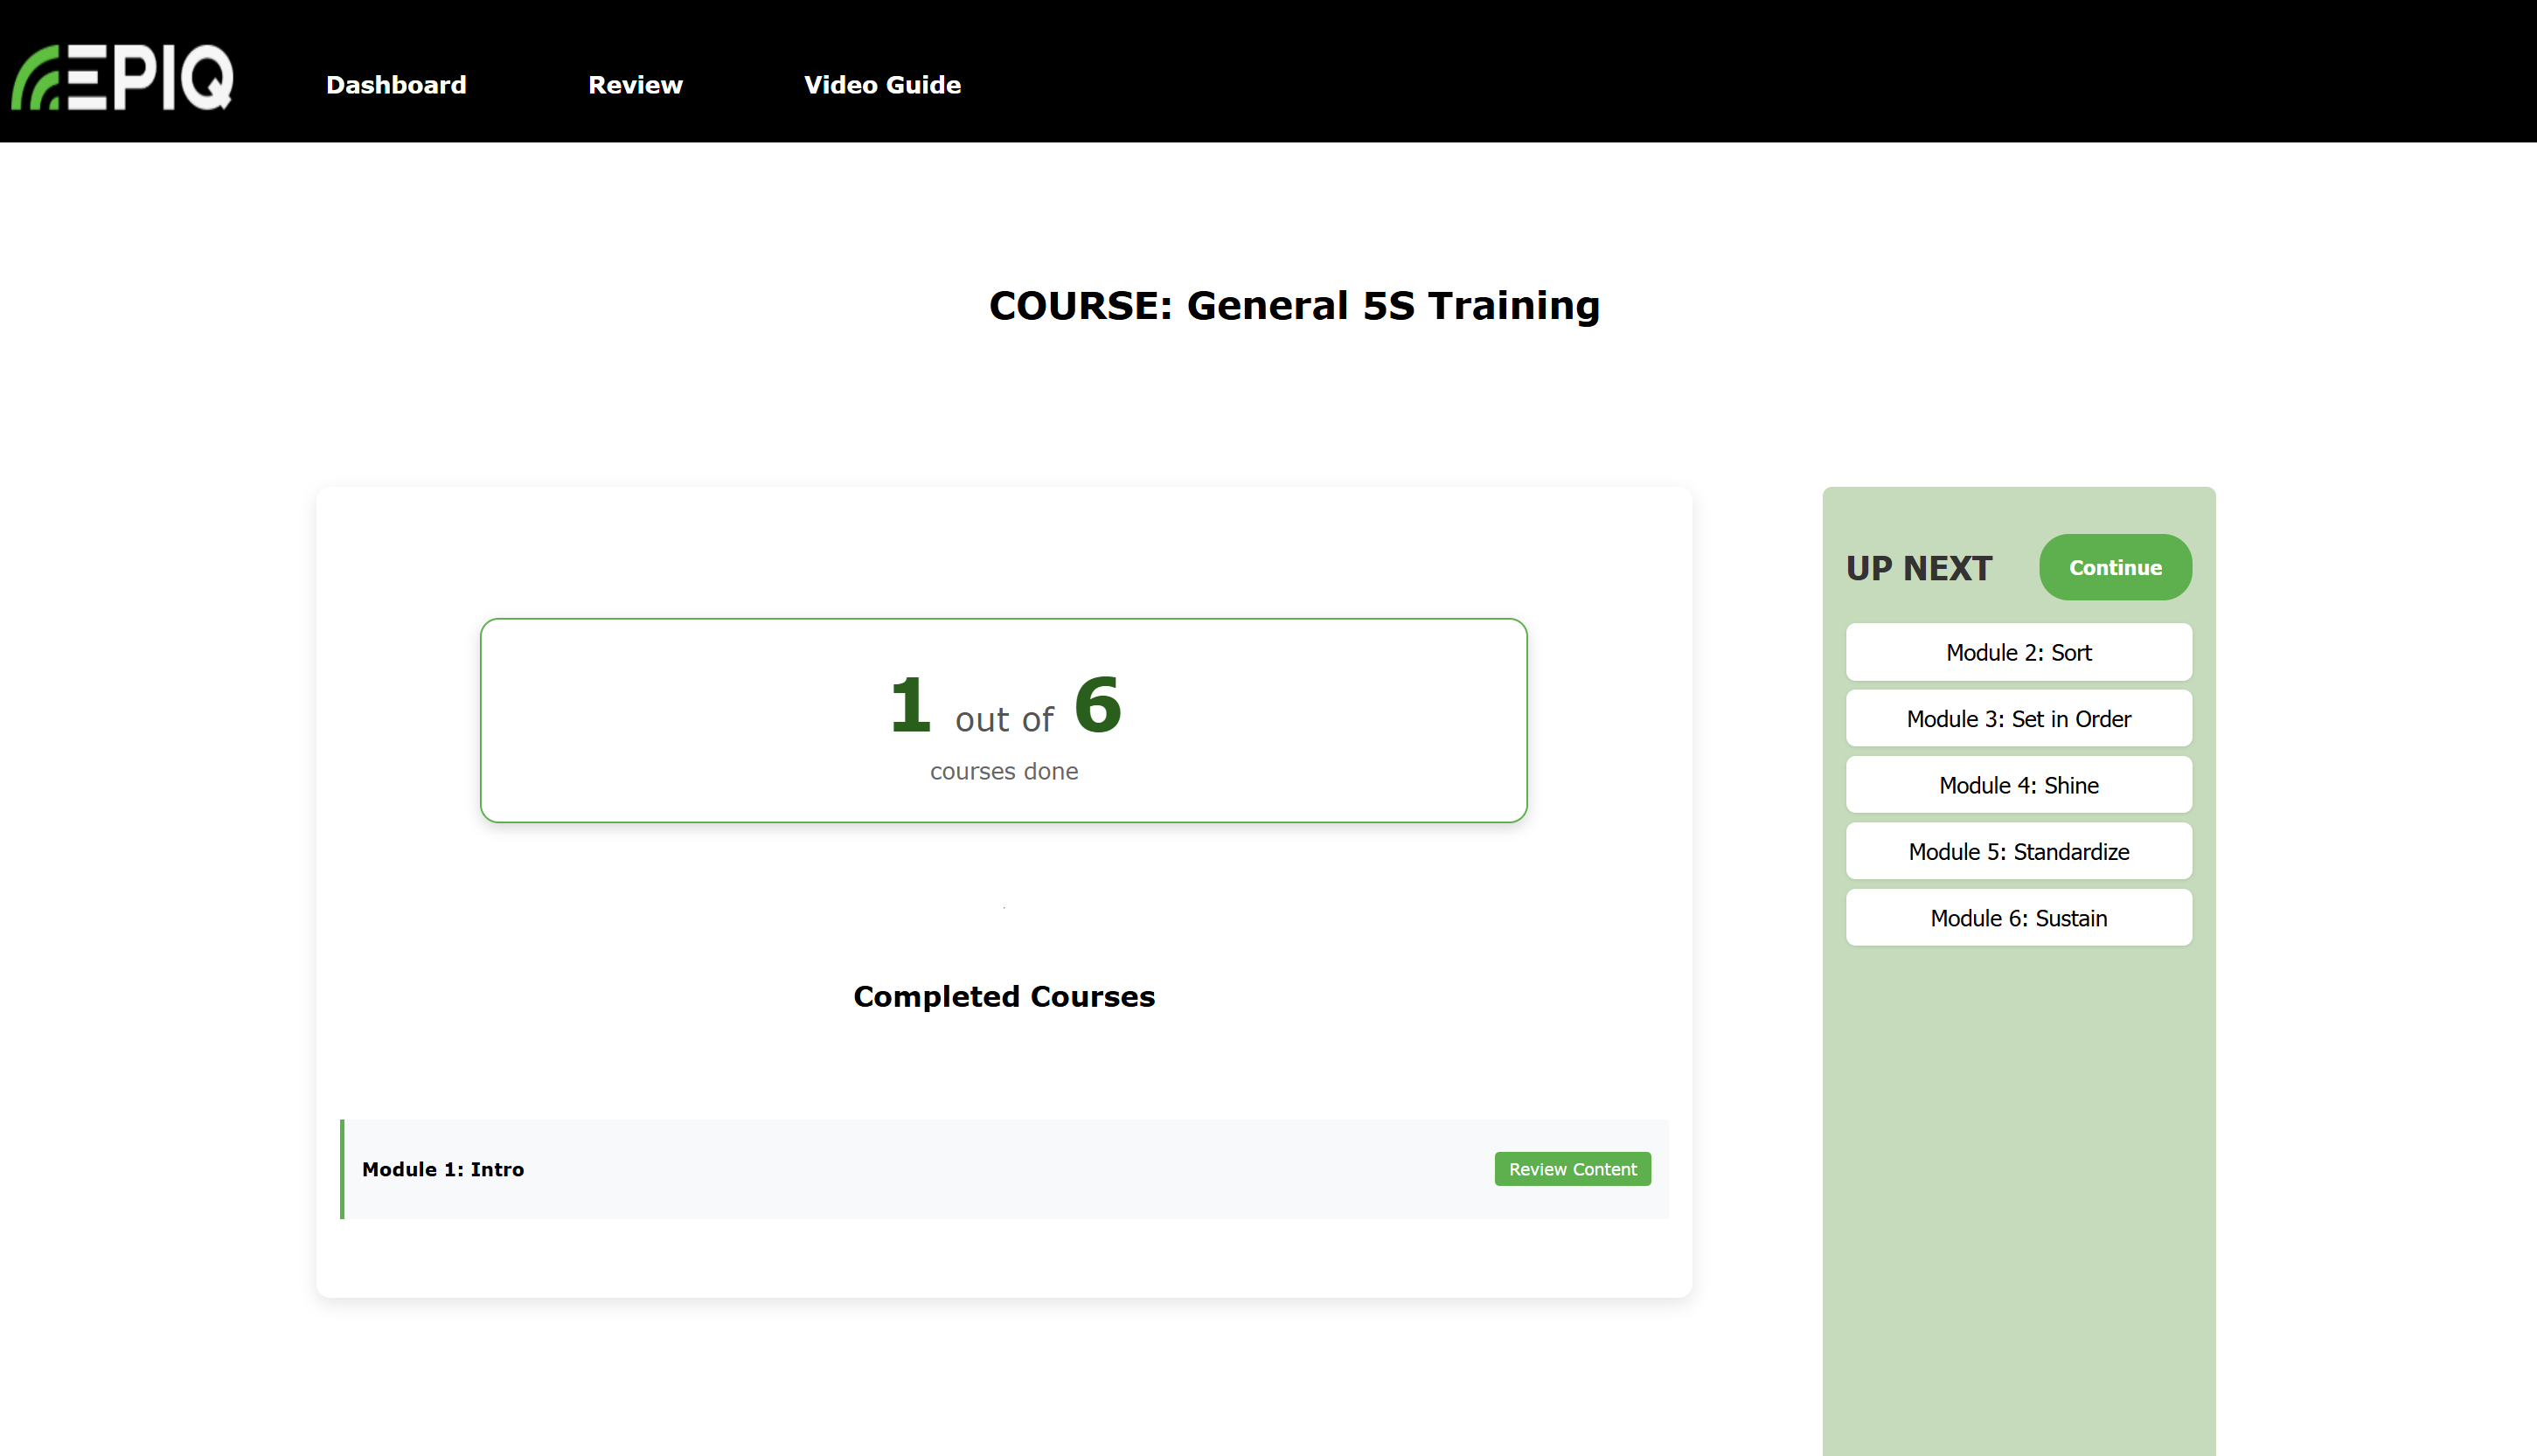 EPIQ
Dashboard
Review
Video Guide
COURSE: General 5S Training
1 out of 6
courses done
Completed Courses
Module 1: Intro
Review Content
UP NEXT
Continue
Module 2: Sort
Module 3: Set in Order
Module 4: Shine
Module 5: Standardize
Module 6: Sustain